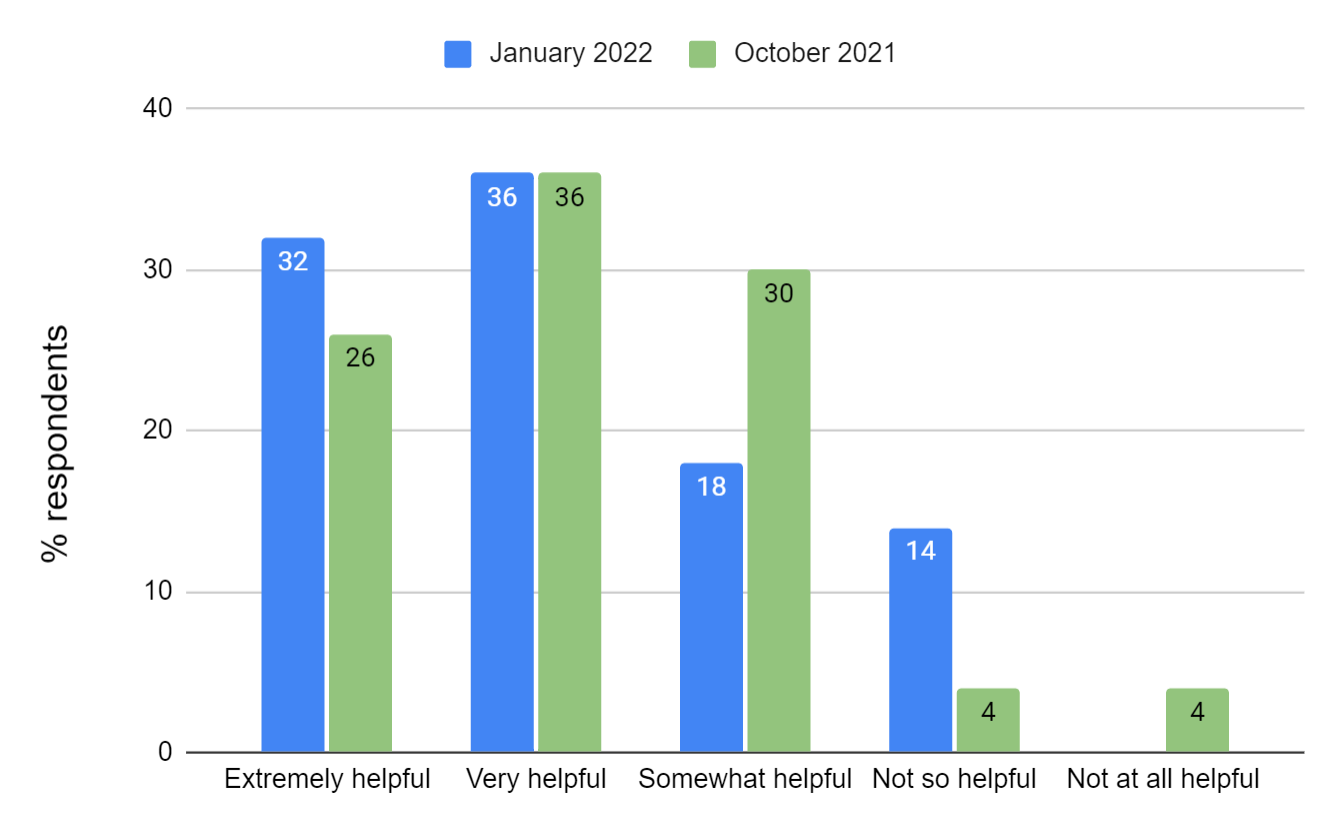 January 2022 October 2021
40
30
20
10
0
% respondents
32 26 36 36 18 30 14 4 4
Extremely helpful Very helpful Somewhat helpful Not so helpful Not at all helpful